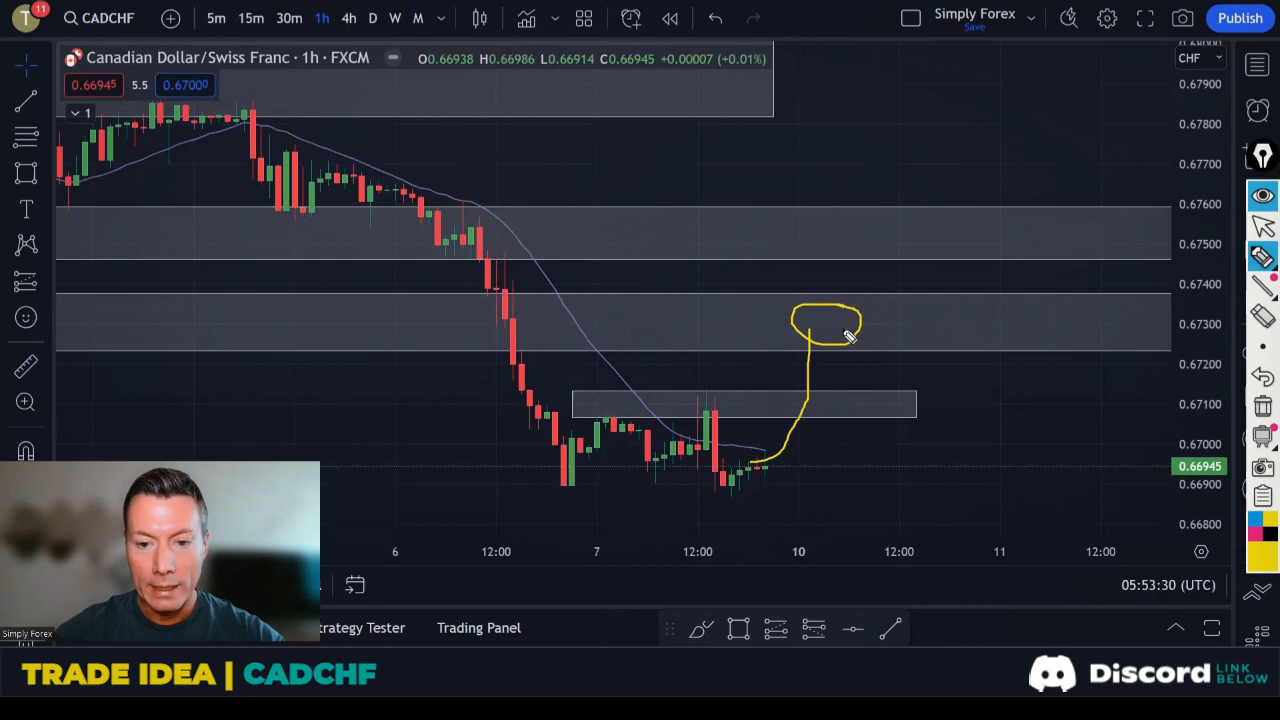 T
11
CADCHF
5m 15m 30m 1h 4h D W M
Simply Forex
Save
Publish
Canadian Dollar/Swiss Franc · 1h · FXCM
O0.66938 H0.66986 L0.66914 C0.66945 +0.00007 (+0.01%)
CHF
0.66945 5.5 0.67000
1
0.67900
0.67800
0.67700
0.67600
0.67500
0.67400
0.67300
0.67200
0.67100
0.67000
0.66945
0.66900
0.66800
6 12:00 7 12:00 10 12:00 11 12:00
05:53:30 (UTC)
Simply Forex
trategy Tester Trading Panel
TRADE IDEA | CADCHF
Discord LINK BELOW